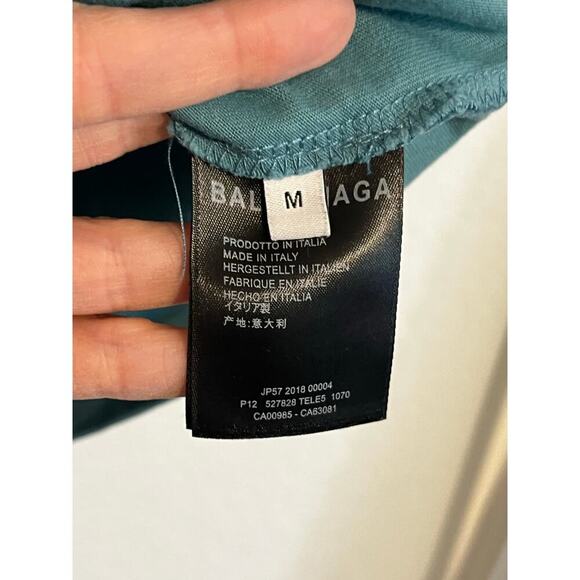 BAL M IAGA
PRODOTTO IN ITALIA
MADE IN ITALY
HERGESTELLT IN ITALIEN
FABRIQUE EN ITALIE
HECHO EN ITALIA
イタリア製
产地:意大利
JP57 2018 00004
P12 527828 TELE5 1070
CA00985 - CA63081